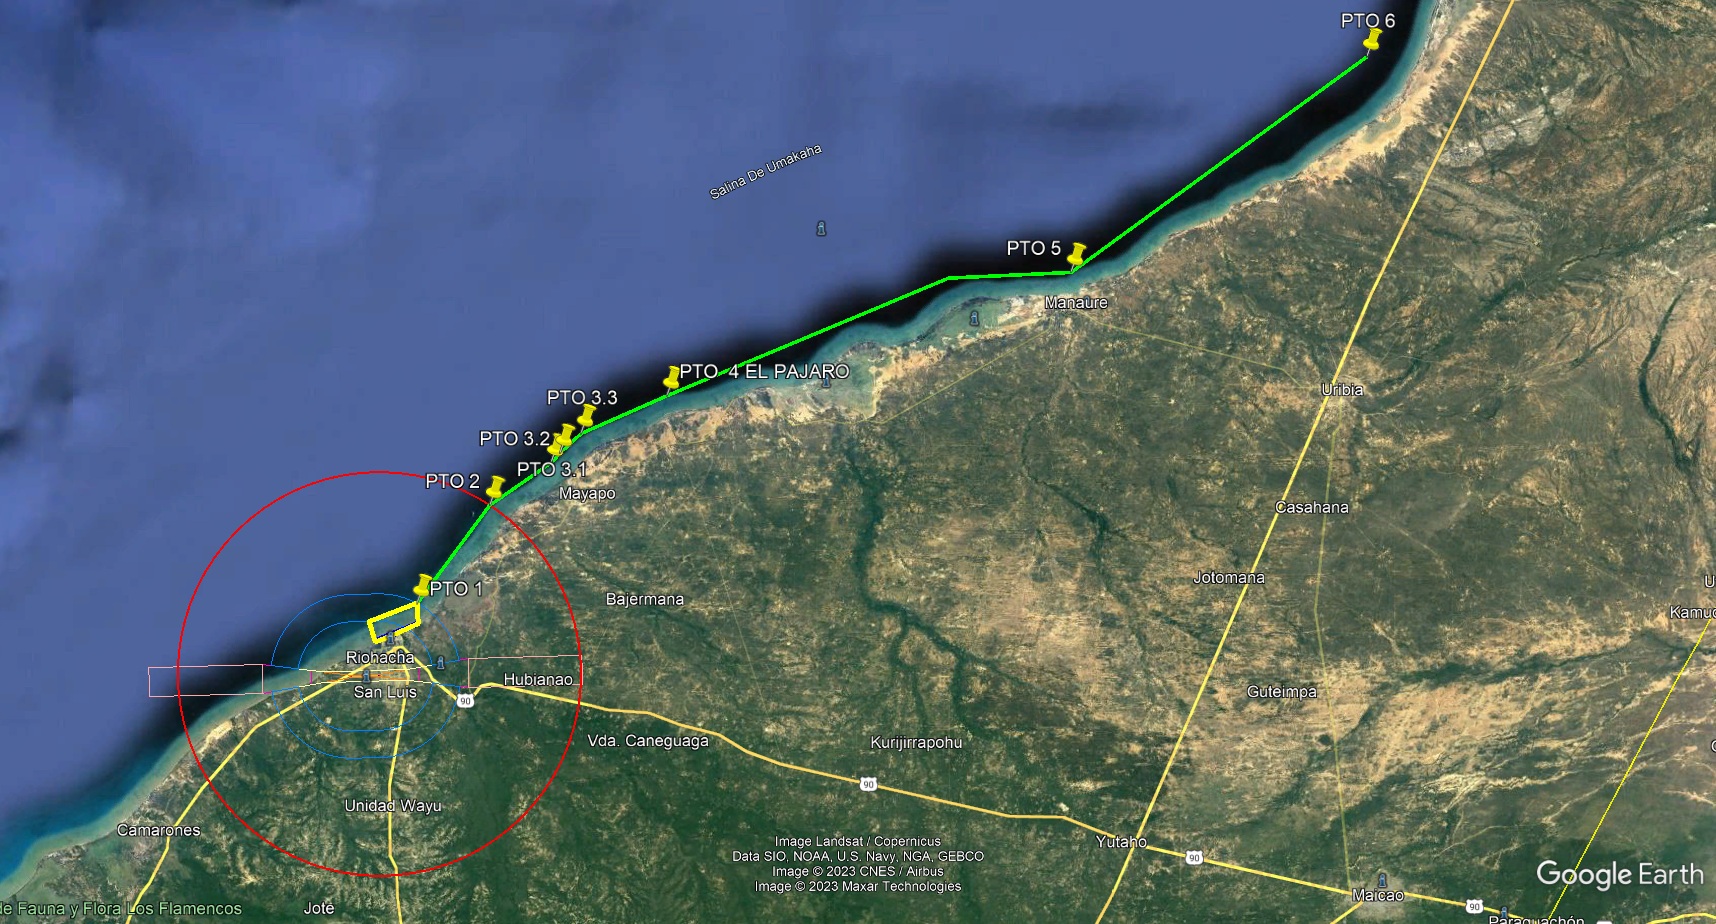 PTO 6
Salina De Umakaha
PTO 5
Manaure
PTO 4 EL PAJARO
Uribia
PTO 3.3
PTO 3.2
PTO 3.1
PTO 2
Mayapo
Casahana
PTO 1
Jotomana
Bajermana
Riohacha
San Luis
Hubianao
90
Guteimpa
Vda. Caneguaga
Kurijirrapohu
90
Unidad Wayu
Camarones
Yutaho
90
Image Landsat / Copernicus
Data SIO, NOAA, U.S. Navy, NGA, GEBCO
Image © 2023 CNES / Airbus
Image © 2023 Maxar Technologies
Google Earth
Maicao
90
de Fauna y Flora Los Flamencos
Joté
Paraguachón